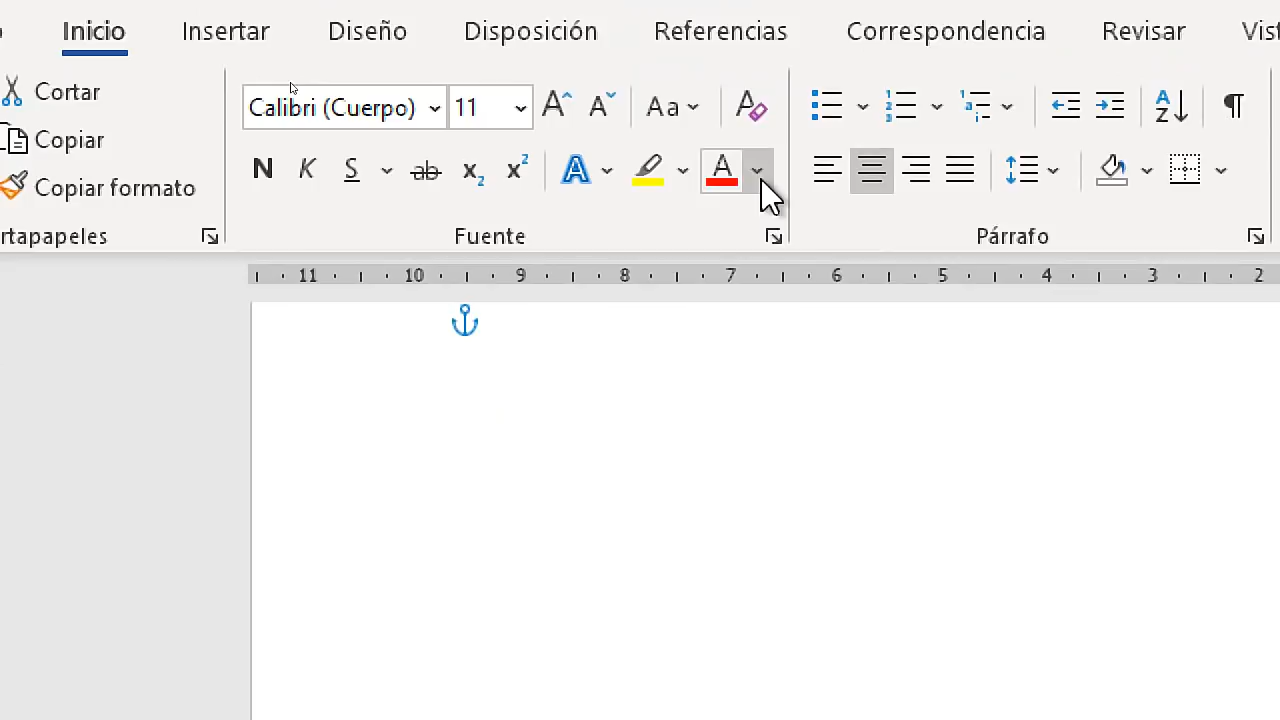 Inicio Insertar Diseño Disposición Referencias Correspondencia Revisar Vist
Cortar
Copiar
Copiar formato
rtapapeles
Calibri (Cuerpo) 11 A A Aa A
N K S ab x2 x2 A A
Fuente
A Z ¶
Párrafo
11 10 9 8 7 6 5 4 3 2